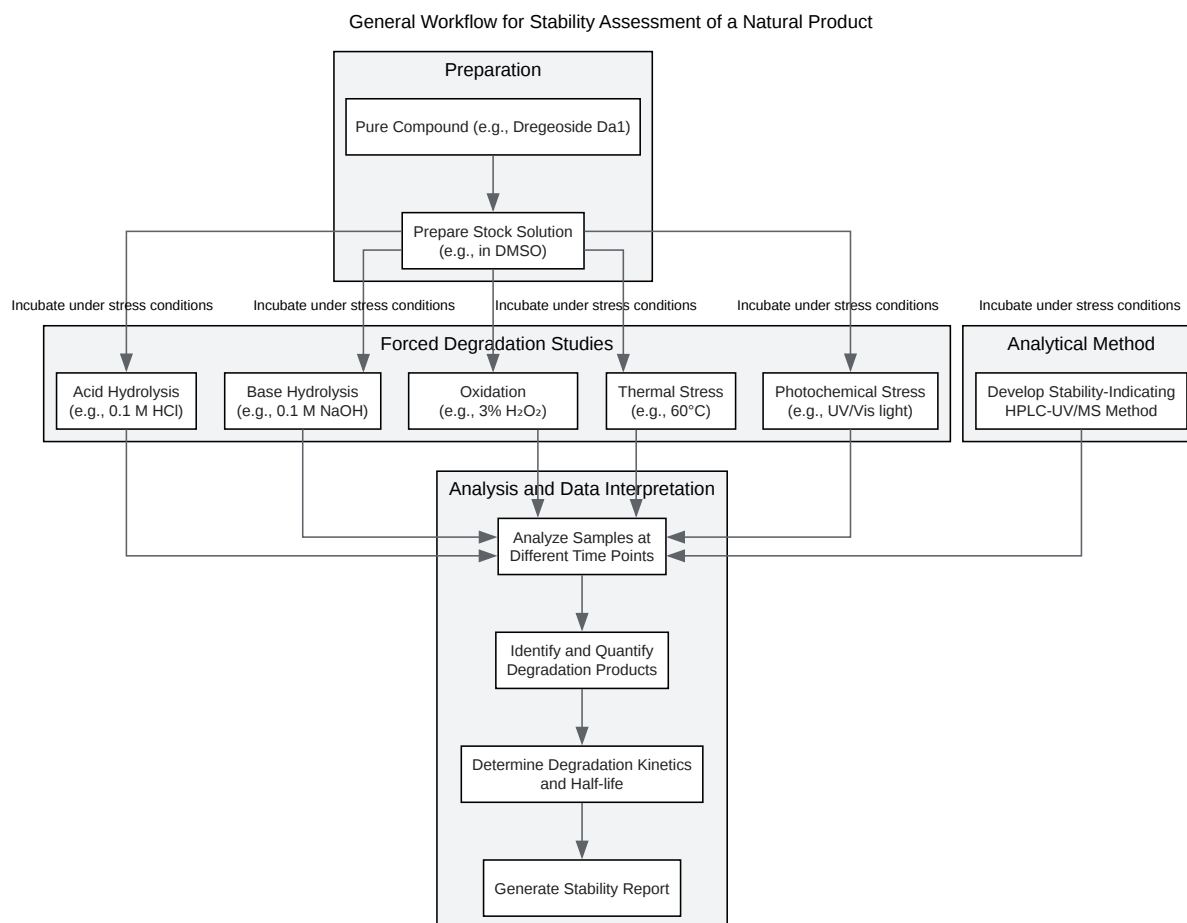 General Workflow for Stability Assessment of a Natural Product
Preparation
Pure Compound (e.g., Dregeoside Da1)
Prepare Stock Solution
(e.g., in DMSO)
Incubate under stress conditions
Incubate under stress conditions
Incubate under stress conditions
Incubate under stress conditions
Incubate under stress conditions
Forced Degradation Studies
Analytical Method
Acid Hydrolysis
(e.g., 0.1 M HCl)
Base Hydrolysis
(e.g., 0.1 M NaOH)
Oxidation
(e.g., 3% H₂O₂)
Thermal Stress
(e.g., 60°C)
Photochemical Stress
(e.g., UV/Vis light)
Develop Stability-Indicating
HPLC-UV/MS Method
Analysis and Data Interpretation
Analyze Samples at
Different Time Points
Identify and Quantify
Degradation Products
Determine Degradation Kinetics
and Half-life
Generate Stability Report